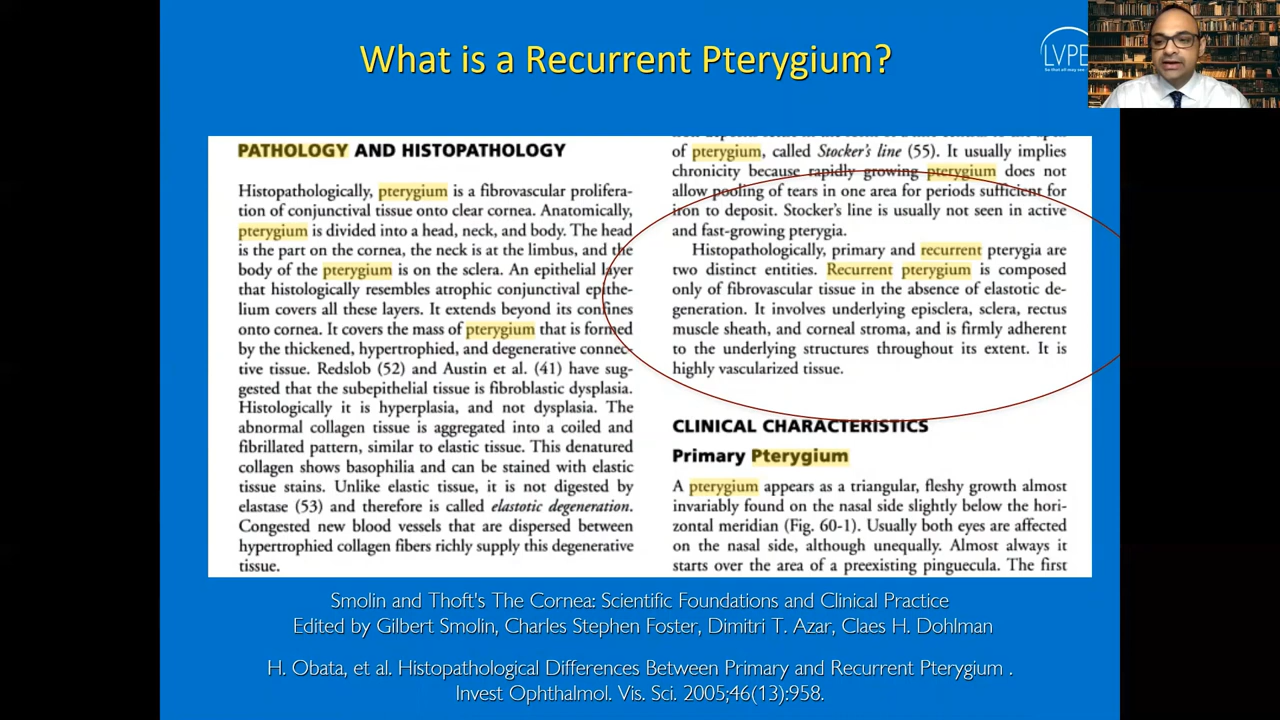 What is a Recurrent Pterygium?
LVPE
So that all may see
PATHOLOGY AND HISTOPATHOLOGY
Histopathologically, pterygium is a fibrovascular prolifera-
tion of conjunctival tissue onto clear cornea. Anatomically,
pterygium is divided into a head, neck, and body. The head
is the part on the cornea, the neck is at the limbus, and the
body of the pterygium is on the sclera. An epithelial layer
that histologically resembles atrophic conjunctival epithe-
lium covers all these layers. It extends beyond its confines
onto cornea. It covers the mass of pterygium that is formed
by the thickened, hypertrophied, and degenerative connec-
tive tissue. Redslob (52) and Austin et al. (41) have sug-
gested that the subepithelial tissue is fibroblastic dysplasia.
Histologically it is hyperplasia, and not dysplasia. The
abnormal collagen tissue is aggregated into a coiled and
fibrillated pattern, similar to elastic tissue. This denatured
collagen shows basophilia and can be stained with elastic
tissue stains. Unlike elastic tissue, it is not digested by
elastase (53) and therefore is called elastotic degeneration.
Congested new blood vessels that are dispersed between
hypertrophied collagen fibers richly supply this degenerative
tissue.
of pterygium, called Stocker's line (55). It usually implies
chronicity because rapidly growing pterygium does not
allow pooling of tears in one area for periods sufficient for
iron to deposit. Stocker's line is usually not seen in active
and fast-growing pterygia.
Histopathologically, primary and recurrent pterygia are
two distinct entities. Recurrent pterygium is composed
only of fibrovascular tissue in the absence of elastotic de-
generation. It involves underlying episclera, sclera, rectus
muscle sheath, and corneal stroma, and is firmly adherent
to the underlying structures throughout its extent. It is
highly vascularized tissue.
CLINICAL CHARACTERISTICS
Primary Pterygium
A pterygium appears as a triangular, fleshy growth almost
invariably found on the nasal side slightly below the hori-
zontal meridian (Fig. 60-1). Usually both eyes are affected
on the nasal side, although unequally. Almost always it
starts over the area of a preexisting pinguecula. The first
Smolin and Thoft's The Cornea: Scientific Foundations and Clinical Practice
Edited by Gilbert Smolin, Charles Stephen Foster, Dimitri T. Azar, Claes H. Dohlman
H. Obata, et al. Histopathological Differences Between Primary and Recurrent Pterygium .
Invest Ophthalmol. Vis. Sci. 2005;46(13):958.